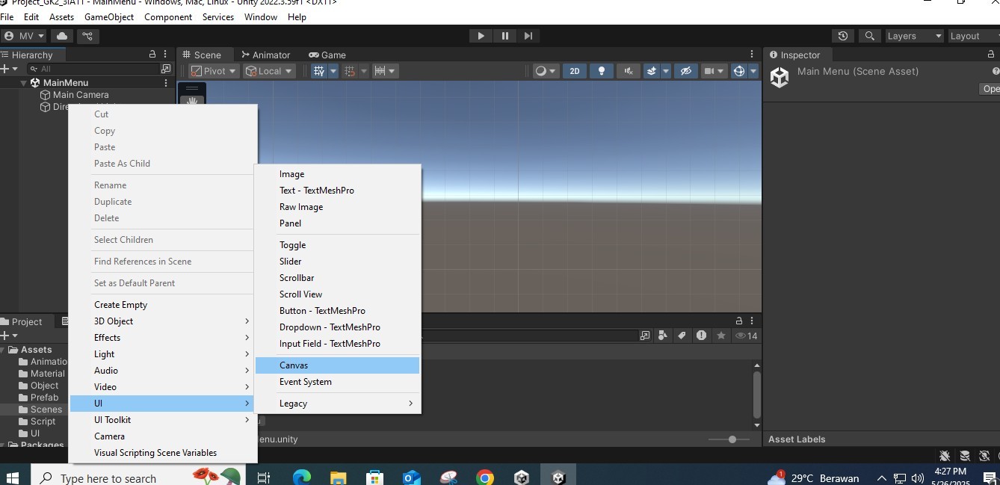 Project_GK2_3IA11 - MainMenu - Windows, Mac, Linux - Unity 2022.3.59f1 <DX11>
File Edit Assets GameObject Component Services Window Help
MV Layers Layout
Hierarchy Scene Animator Game Inspector
All Pivot Local 2D Main Menu (Scene Asset)
MainMenu
Main Camera
Ope
Cut
Copy
Paste
Paste As Child
Rename
Duplicate
Delete
Select Children
Find References in Scene
Set as Default Parent
Create Empty
3D Object
Effects
Light
Audio
Video
UI
UI Toolkit
Camera
Visual Scripting Scene Variables
Image
Text - TextMeshPro
Raw Image
Panel
Toggle
Slider
Scrollbar
Scroll View
Button - TextMeshPro
Dropdown - TextMeshPro
Input Field - TextMeshPro
Canvas
Event System
Legacy
Project
14
Assets
Animatio
Material
Object
Prefab
Scenes
Script
UI
Packages
enu.unity
Asset Labels
Type here to search
1
29°C Berawan
4:27 PM
5/26/2025